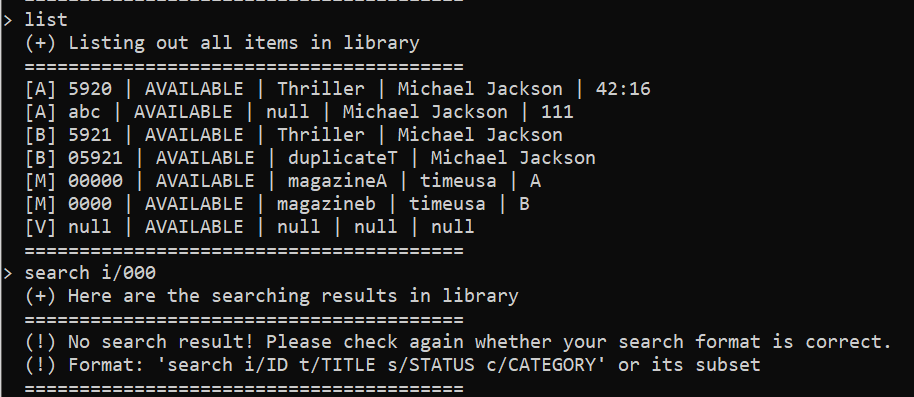 ========================================
> list
(+) Listing out all items in library
========================================
[A] 5920 | AVAILABLE | Thriller | Michael Jackson | 42:16
[A] abc | AVAILABLE | null | Michael Jackson | 111
[B] 5921 | AVAILABLE | Thriller | Michael Jackson
[B] 05921 | AVAILABLE | duplicateT | Michael Jackson
[M] 00000 | AVAILABLE | magazineA | timeusa | A
[M] 0000 | AVAILABLE | magazineb | timeusa | B
[V] null | AVAILABLE | null | null | null
========================================
> search i/000
(+) Here are the searching results in library
========================================
(!) No search result! Please check again whether your search format is correct.
(!) Format: 'search i/ID t/TITLE s/STATUS c/CATEGORY' or its subset
========================================